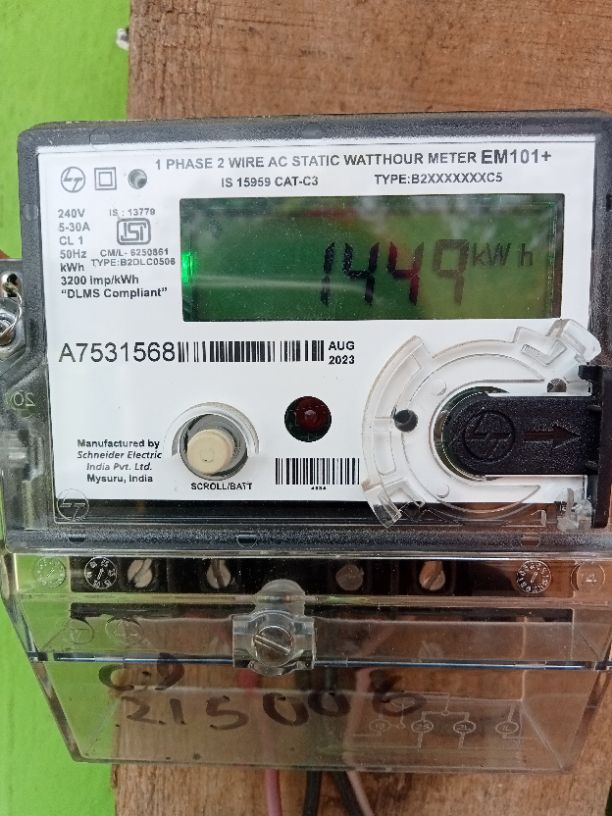 1 PHASE 2 WIRE AC STATIC WATTHOUR METER EM101+
IS 15959 CAT-C3 TYPE:B2XXXXXXXC5
240V IS : 13779
5-30A
CL 1
50Hz CM/L- 6250861
kWh TYPE:B2DLC0506
3200 imp/kWh
"DLMS Compliant"
ISI
1449 kWh
A7531568 AUG
2023
Manufactured by
Schneider Electric
India Pvt. Ltd.
Mysuru, India
SCROLL/BATT
215006